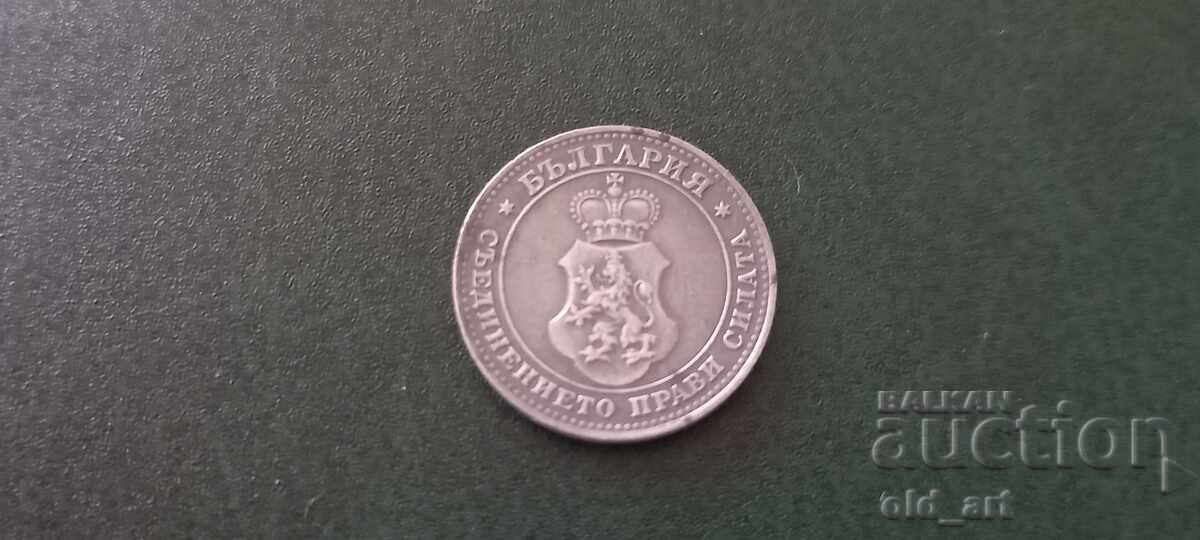 * БЪЛГАРИЯ *
СЪЕДИНЕНИЕТО ПРАВИ СИЛАТА
BALKAN
auction
old_art